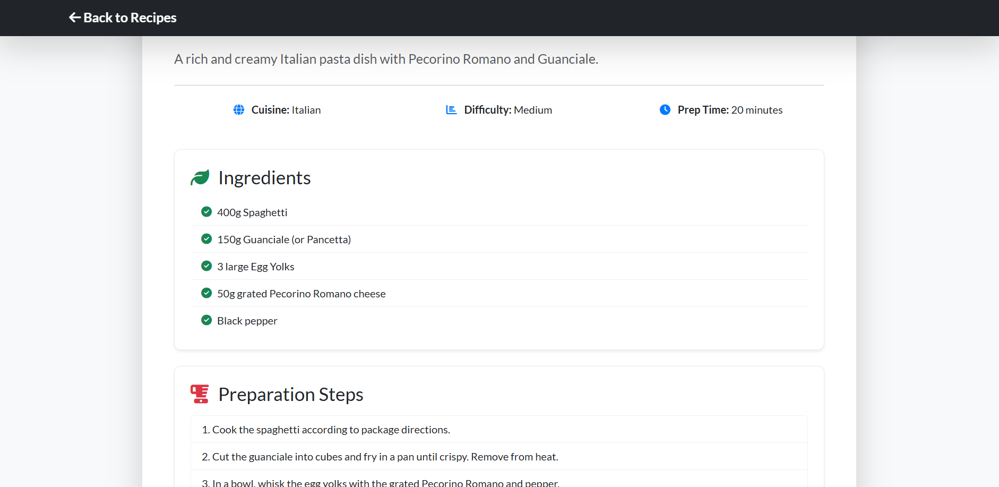 Back to Recipes
A rich and creamy Italian pasta dish with Pecorino Romano and Guanciale.
Cuisine: Italian
Difficulty: Medium
Prep Time: 20 minutes
Ingredients
400g Spaghetti
150g Guanciale (or Pancetta)
3 large Egg Yolks
50g grated Pecorino Romano cheese
Black pepper
Preparation Steps
1. Cook the spaghetti according to package directions.
2. Cut the guanciale into cubes and fry in a pan until crispy. Remove from heat.
3. In a bowl, whisk the egg yolks with the grated Pecorino Romano and pepper.